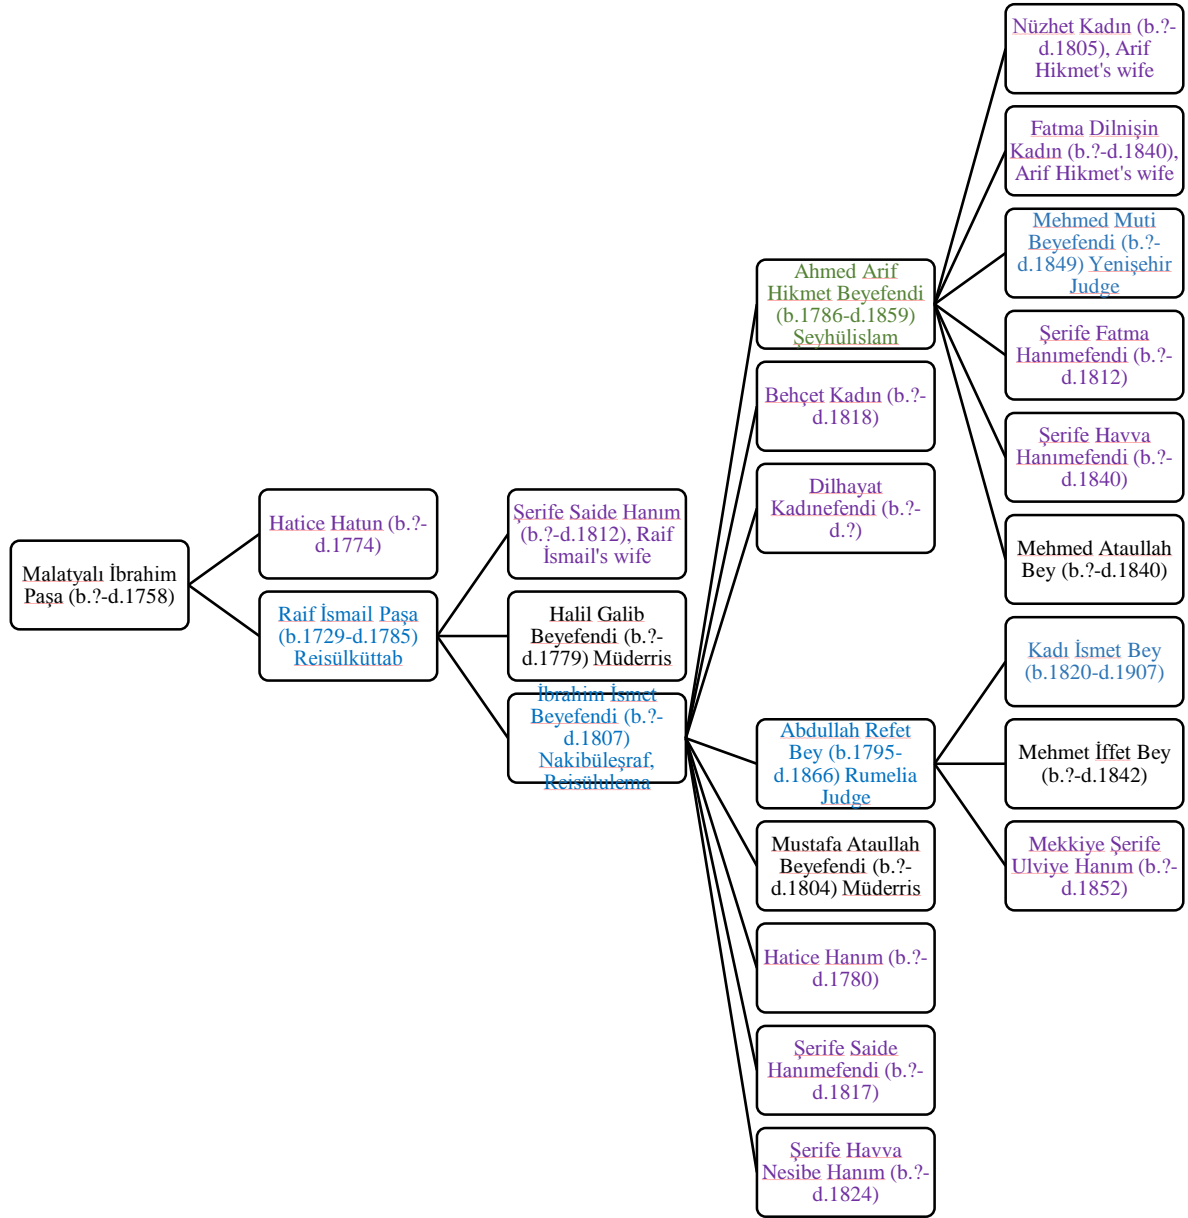 Malatyalı İbrahim
Paşa (b.?-d.1758)
Hatice Hatun (b.?-
d.1774)
Raif İsmail Paşa
(b.1729-d.1785)
Reisülküttab
Şerife Saide Hanım
(b.?-d.1812), Raif
İsmail's wife
Halil Galib
Beyefendi (b.?-
d.1779) Müderris
İbrahim İsmet
Beyefendi (b.?-
d.1807)
Nakibüleşraf,
Reisülulema
Ahmed Arif
Hikmet Beyefendi
(b.1786-d.1859)
Şeyhülislam
Behçet Kadın (b.?-
d.1818)
Dilhayat
Kadınefendi (b.?-
d.?)
Abdullah Refet
Bey (b.1795-
d.1866) Rumelia
Judge
Mustafa Ataullah
Beyefendi (b.?-
d.1804) Müderris
Hatice Hanım (b.?-
d.1780)
Şerife Saide
Hanımefendi (b.?-
d.1817)
Şerife Havva
Nesibe Hanım (b.?-
d.1824)
Nüzhet Kadın (b.?-
d.1805), Arif
Hikmet's wife
Fatma Dilnişin
Kadın (b.?-d.1840),
Arif Hikmet's wife
Mehmed Muti
Beyefendi (b.?-
d.1849) Yenişehir
Judge
Şerife Fatma
Hanımefendi (b.?-
d.1812)
Şerife Havva
Hanımefendi (b.?-
d.1840)
Mehmed Ataullah
Bey (b.?-d.1840)
Kadı İsmet Bey
(b.1820-d.1907)
Mehmet İffet Bey
(b.?-d.1842)
Mekkiye Şerife
Ulviye Hanım (b.?-
d.1852)